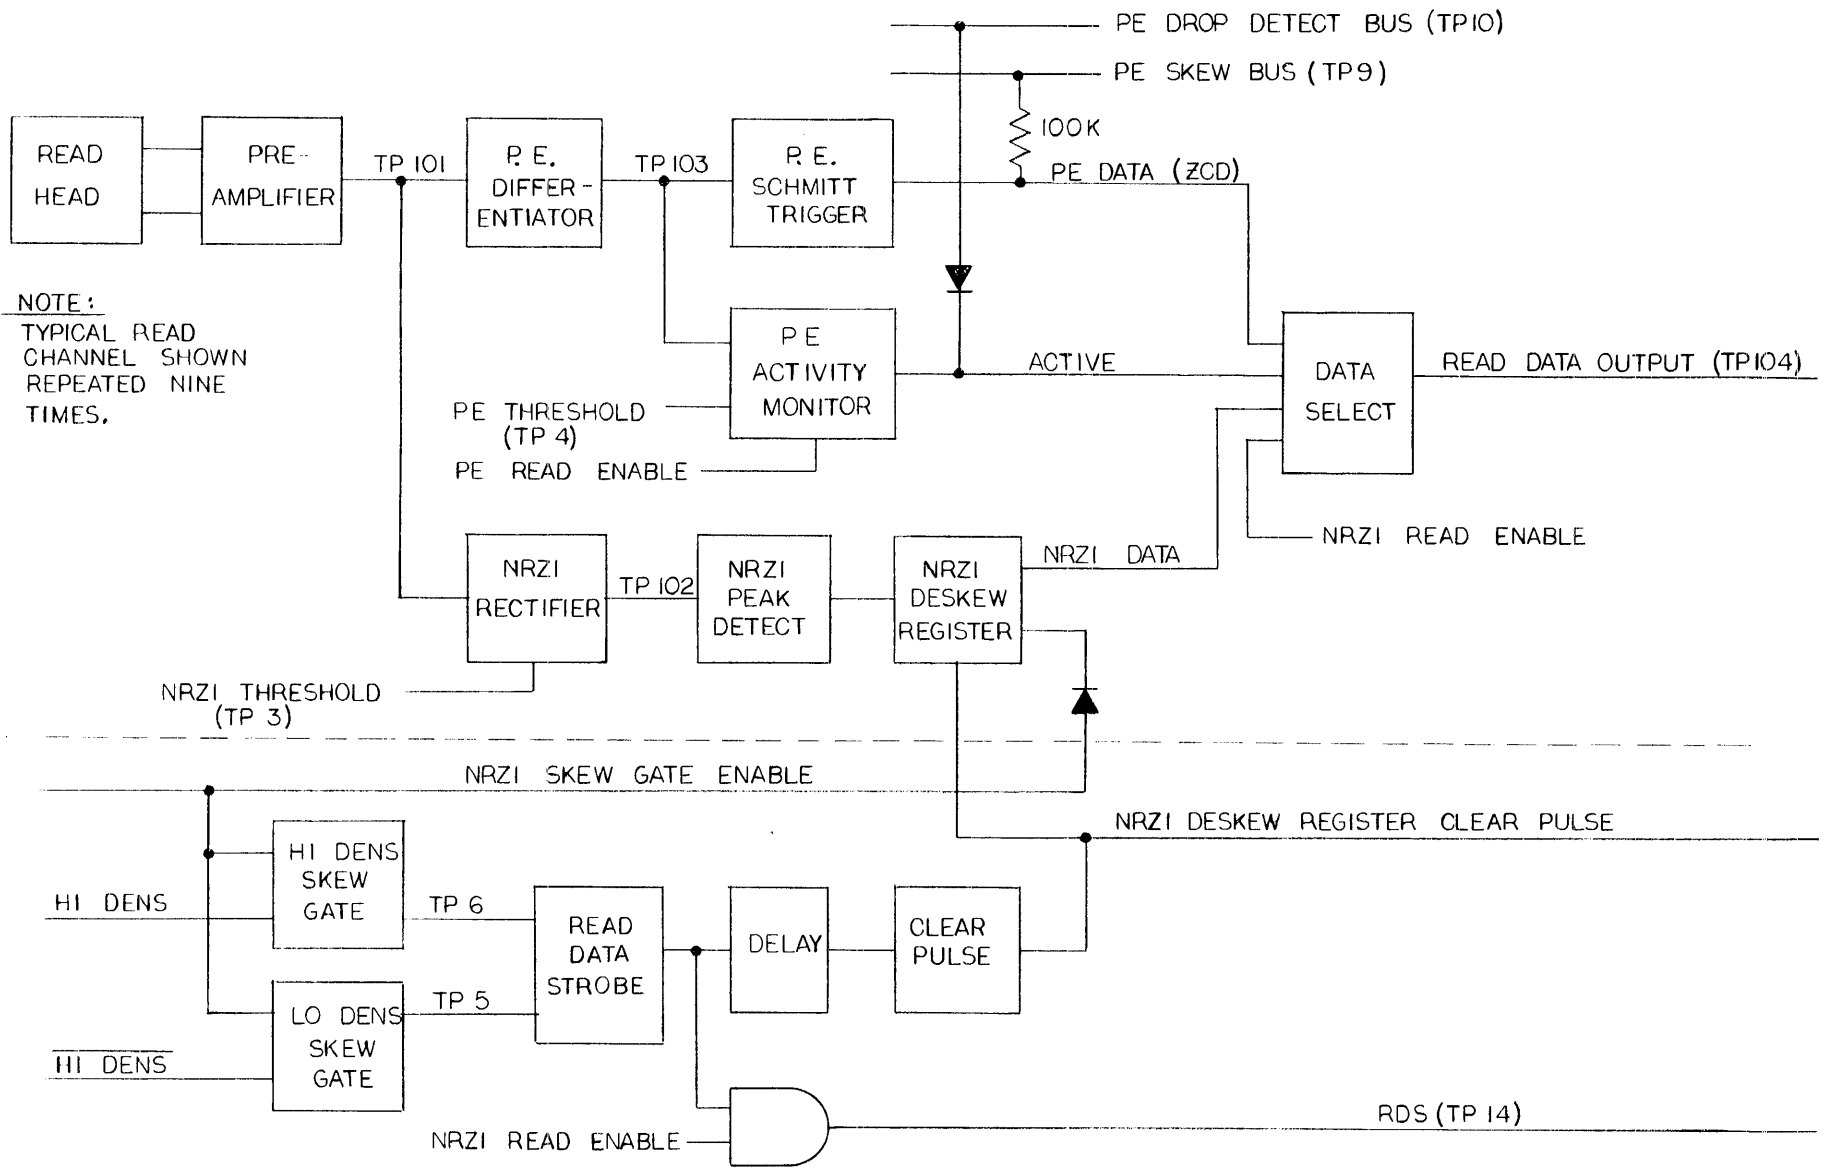 PE DROP DETECT BUS (TP10)
PE SKEW BUS (TP9)
100K
READ
HEAD
PRE-
AMPLIFIER
TP 101
P. E.
DIFFER-
ENTIATOR
TP 103
P. E.
SCHMITT
TRIGGER
PE DATA (ZCD)
NOTE:
TYPICAL READ
CHANNEL SHOWN
REPEATED NINE
TIMES.
PE
ACTIVITY
MONITOR
PE THRESHOLD
(TP 4)
PE READ ENABLE
ACTIVE
DATA
SELECT
READ DATA OUTPUT (TP104)
NRZI READ ENABLE
NRZI
RECTIFIER
TP 102
NRZI
PEAK
DETECT
NRZI
DESKEW
REGISTER
NRZI DATA
NRZI THRESHOLD
(TP 3)
NRZI SKEW GATE ENABLE
NRZI DESKEW REGISTER CLEAR PULSE
HI DENS
SKEW
GATE
HI DENS
TP 6
READ
DATA
STROBE
DELAY
CLEAR
PULSE
LO DENS
SKEW
GATE
TP 5
HI DENS
NRZI READ ENABLE
RDS (TP 14)